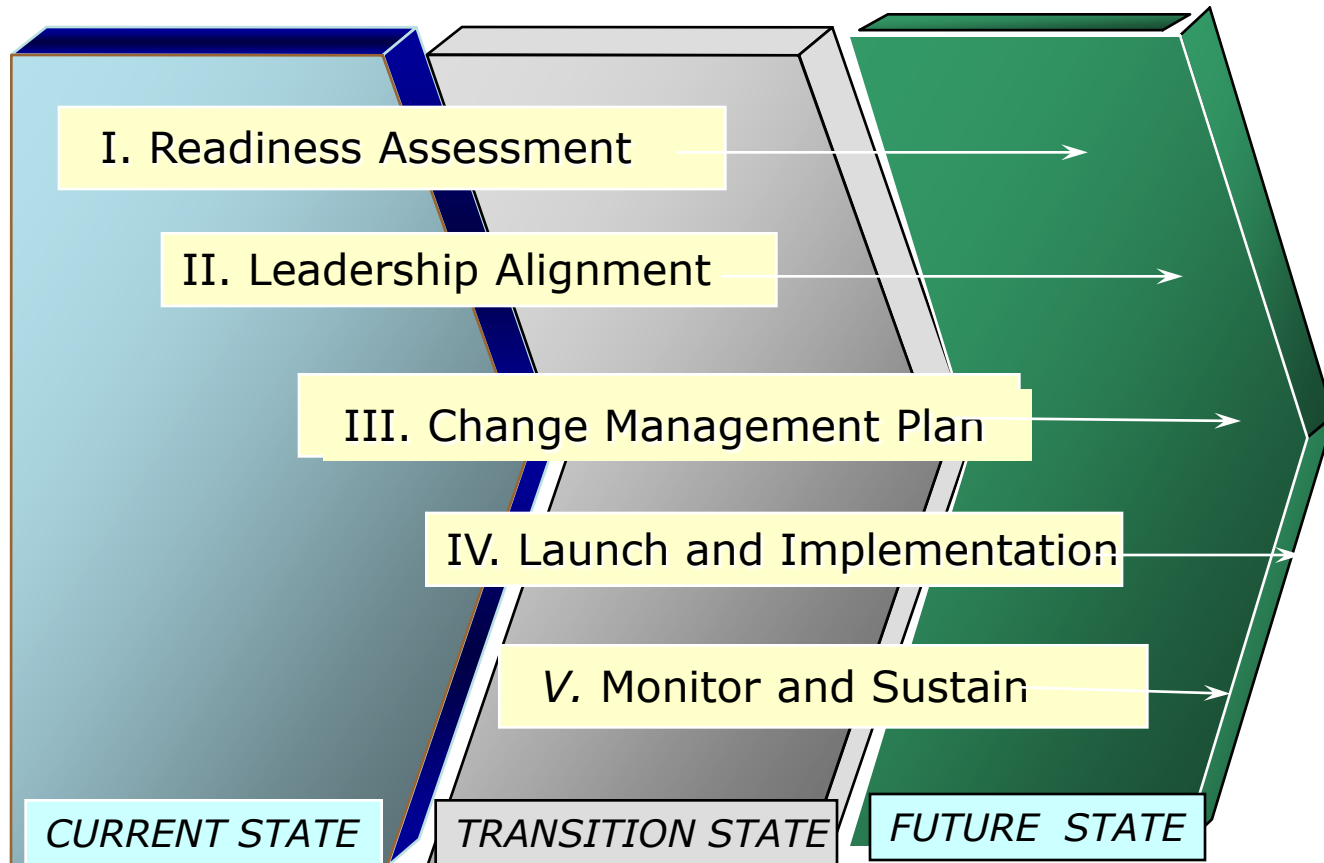 I. Readiness Assessment
II. Leadership Alignment
III. Change Management Plan
IV. Launch and Implementation
V. Monitor and Sustain
CURRENT STATE
TRANSITION STATE
FUTURE STATE